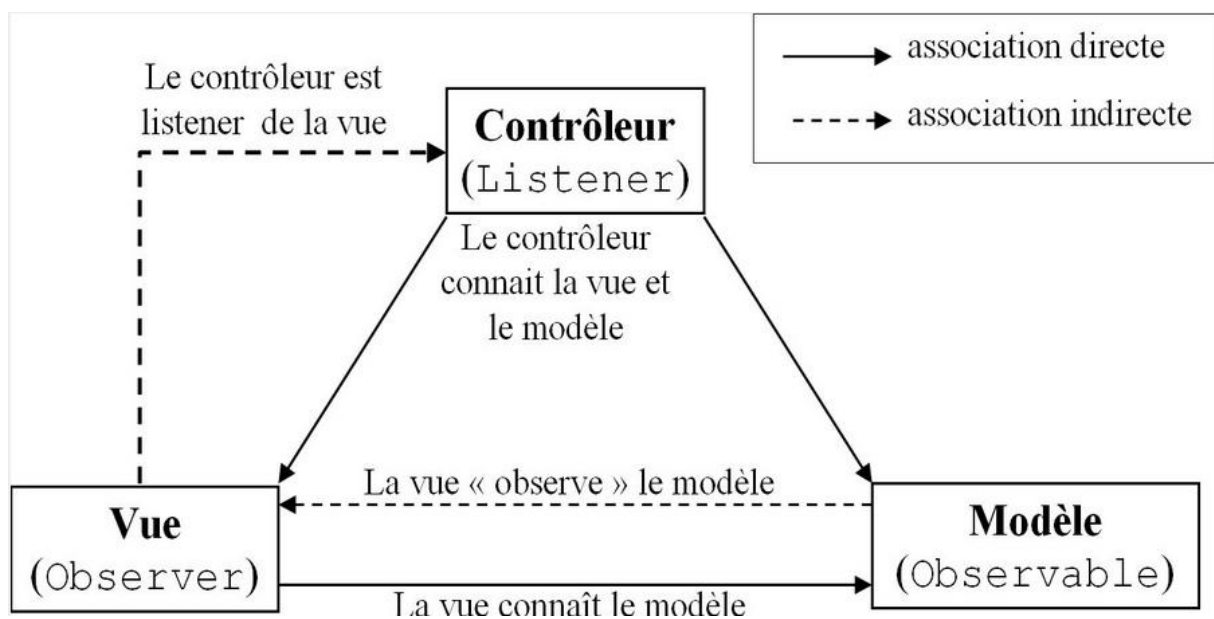 association directe
association indirecte
Le contrôleur est
listener de la vue
Contrôleur
(Listener)
Le contrôleur
connait la vue et
le modèle
La vue « observe » le modèle
Vue
(Observer)
Modèle
(Observable)
La vue connaît le modèle